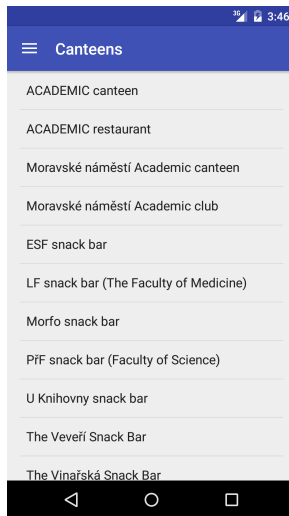 3G 3:46
Canteens
ACADEMIC canteen
ACADEMIC restaurant
Moravské náměstí Academic canteen
Moravské náměstí Academic club
ESF snack bar
LF snack bar (The Faculty of Medicine)
Morfo snack bar
PřF snack bar (Faculty of Science)
U Knihovny snack bar
The Veveří Snack Bar
The Vinařská Snack Bar